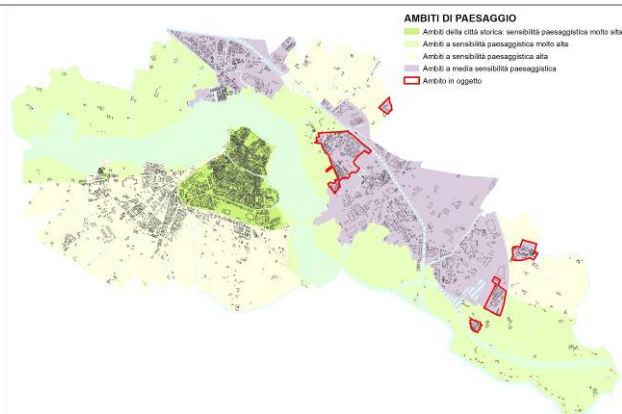 AMBITI DI PAESAGGIO
Ambiti della città storica: sensibilità paesaggistica molto alta
Ambiti a sensibilità paesaggistica molto alta
Ambiti a sensibilità paesaggistica alta
Ambiti a media sensibilità paesaggistica
Ambito in oggetto